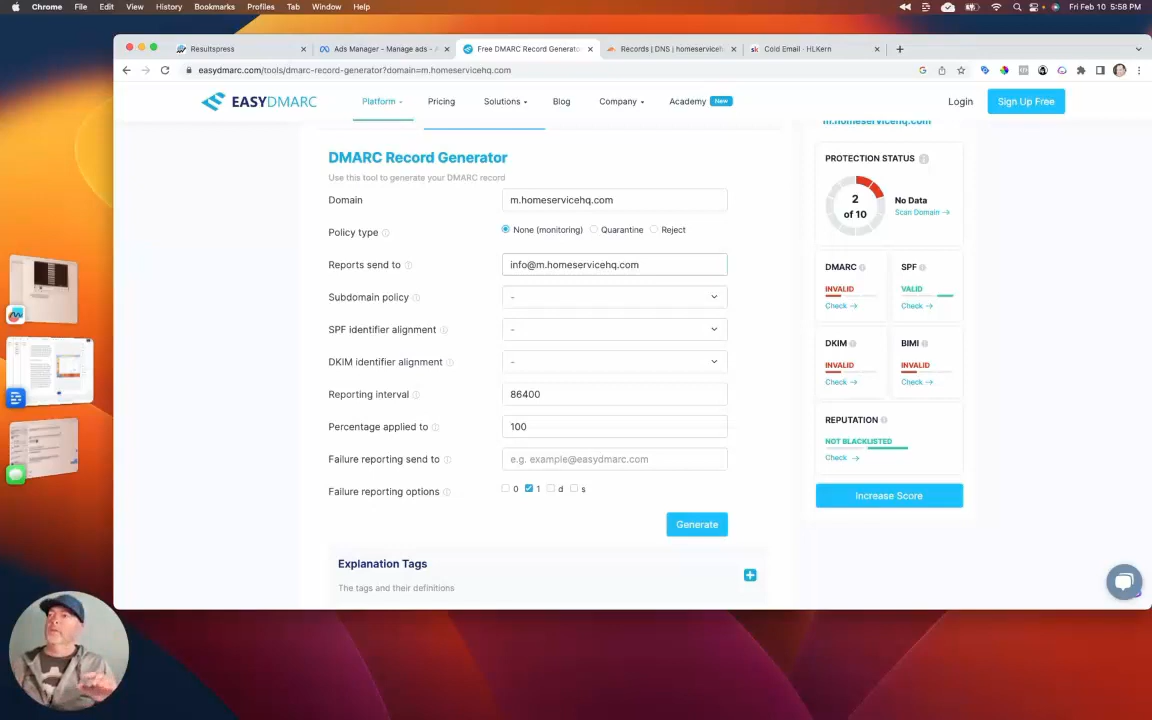 Chrome File Edit View History Bookmarks Profiles Tab Window Help Fri Feb 10 5:58 PM
Resultspress
Ads Manager - Manage ads - A
Free DMARC Record Generator
Records | DNS | homeserviceh
Cold Email - HLKern
easydmarc.com/tools/dmarc-record-generator?domain=m.homeservicehq.com
EASYDMARC Platform Pricing Solutions Blog Company Academy New Login Sign Up Free
m.homeservicehq.com
DMARC Record Generator
Use this tool to generate your DMARC record
Domain m.homeservicehq.com
Policy type None (monitoring) Quarantine Reject
Reports send to info@m.homeservicehq.com
Subdomain policy -
SPF identifier alignment -
DKIM identifier alignment -
Reporting interval 86400
Percentage applied to 100
Failure reporting send to e.g. example@easydmarc.com
Failure reporting options 0 1 d s
Generate
Explanation Tags
The tags and their definitions
PROTECTION STATUS
2
of 10
No Data
Scan Domain →
DMARC
INVALID
Check →
SPF
VALID
Check →
DKIM
INVALID
Check →
BIMI
INVALID
Check →
REPUTATION
NOT BLACKLISTED
Check →
Increase Score